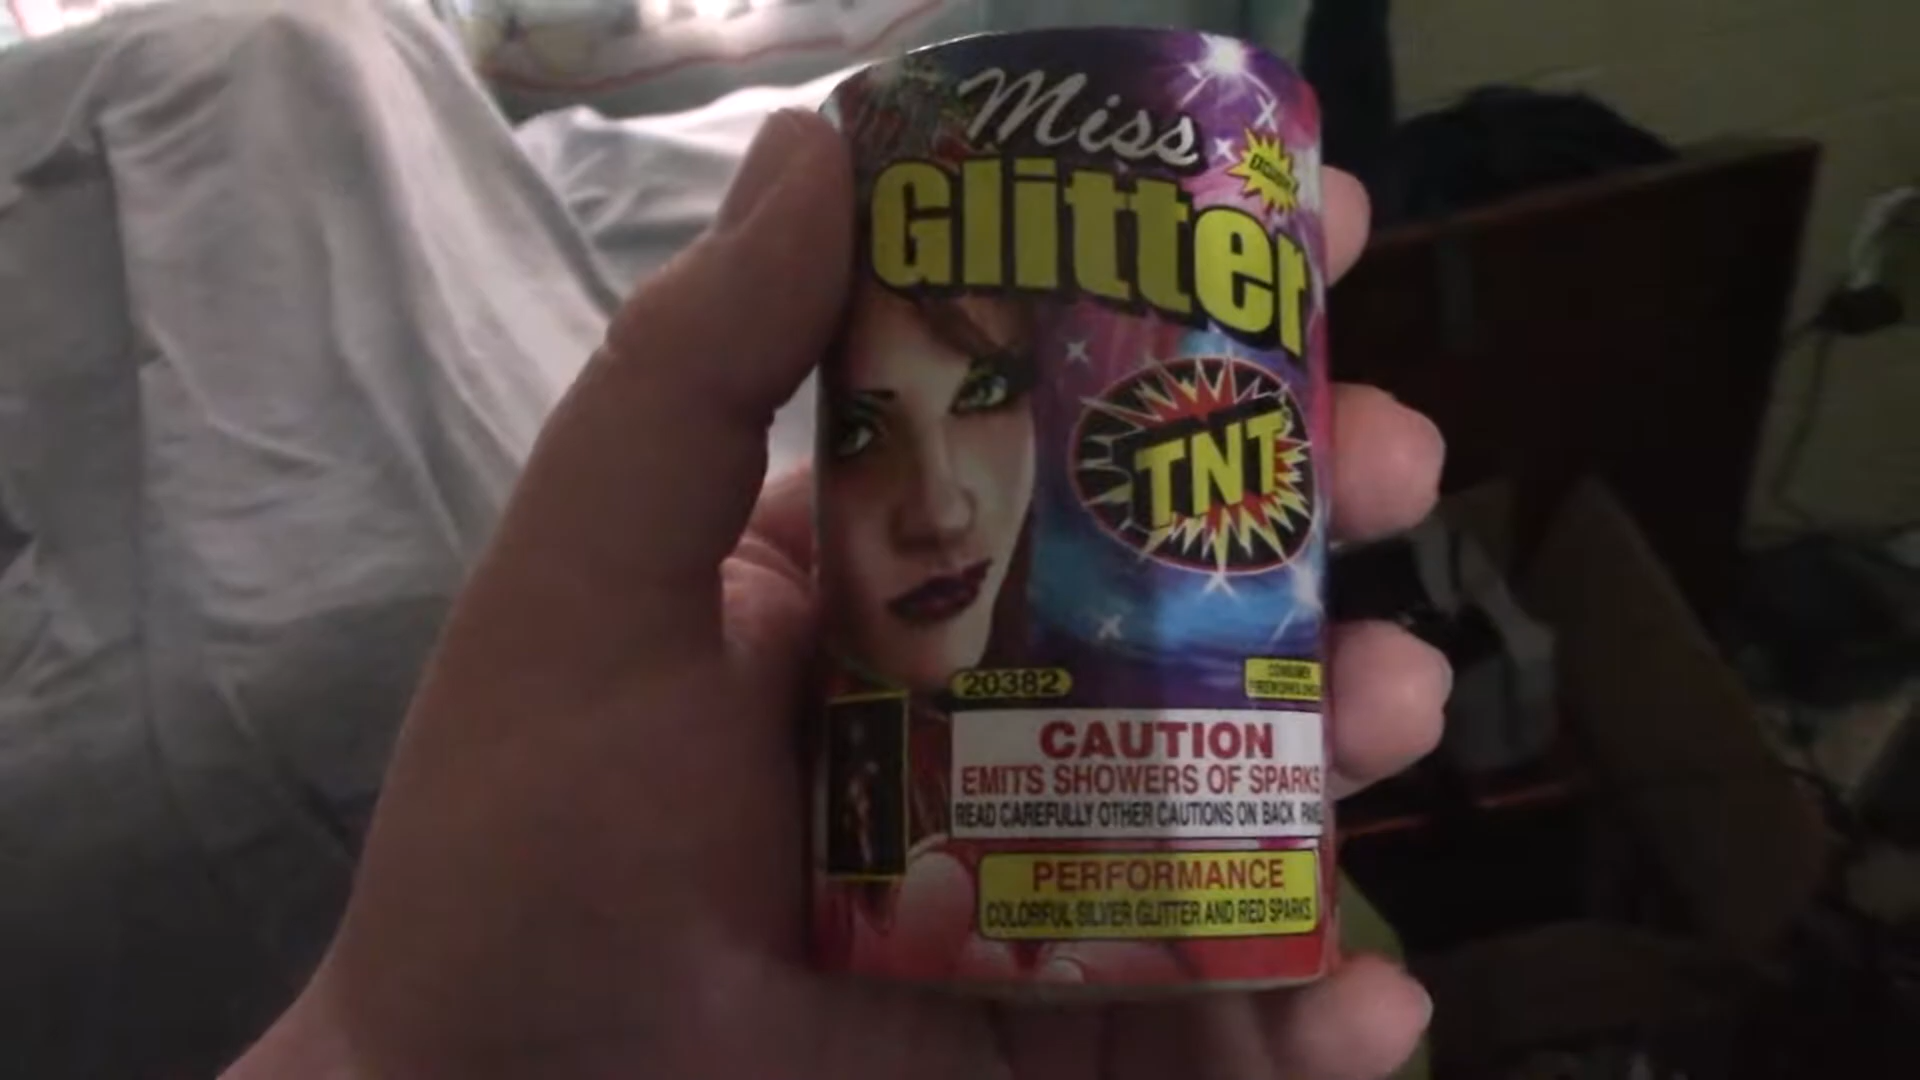 Miss
Glitter
TNT
20382
CONSUMER
CAUTION
EMITS SHOWERS OF SPARKS
READ CAREFULLY OTHER CAUTIONS ON BACK
PERFORMANCE
COLORFUL SILVER GLITTER AND RED SPARKS